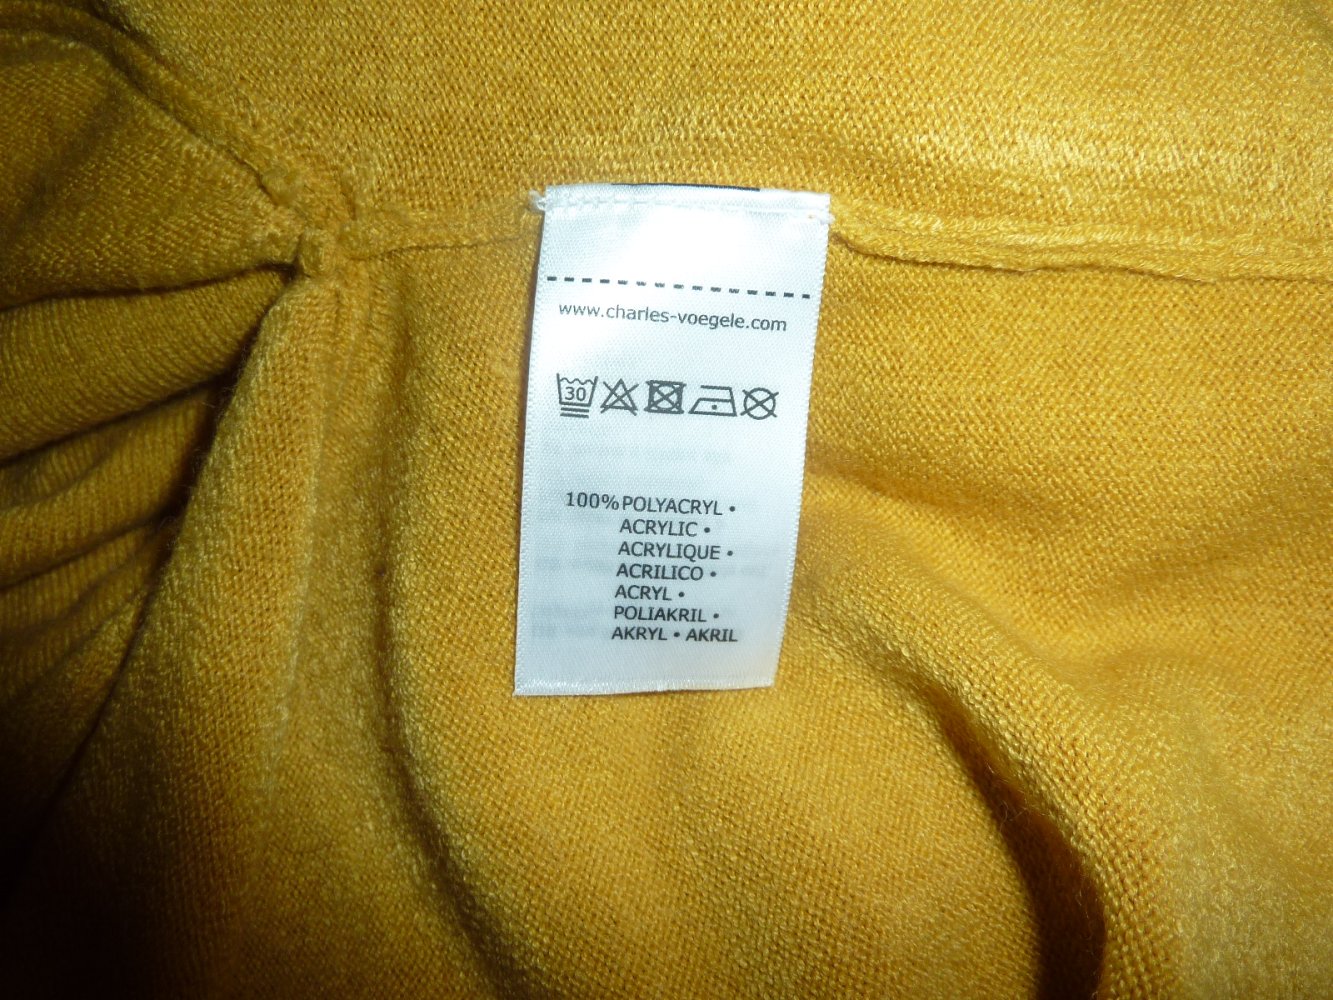 www.charles-voegele.com
30
100% POLYACRYL •
ACRYLIC •
ACRYLIQUE •
ACRILICO •
ACRYL •
POLIAKRIL •
AKRYL • AKRIL